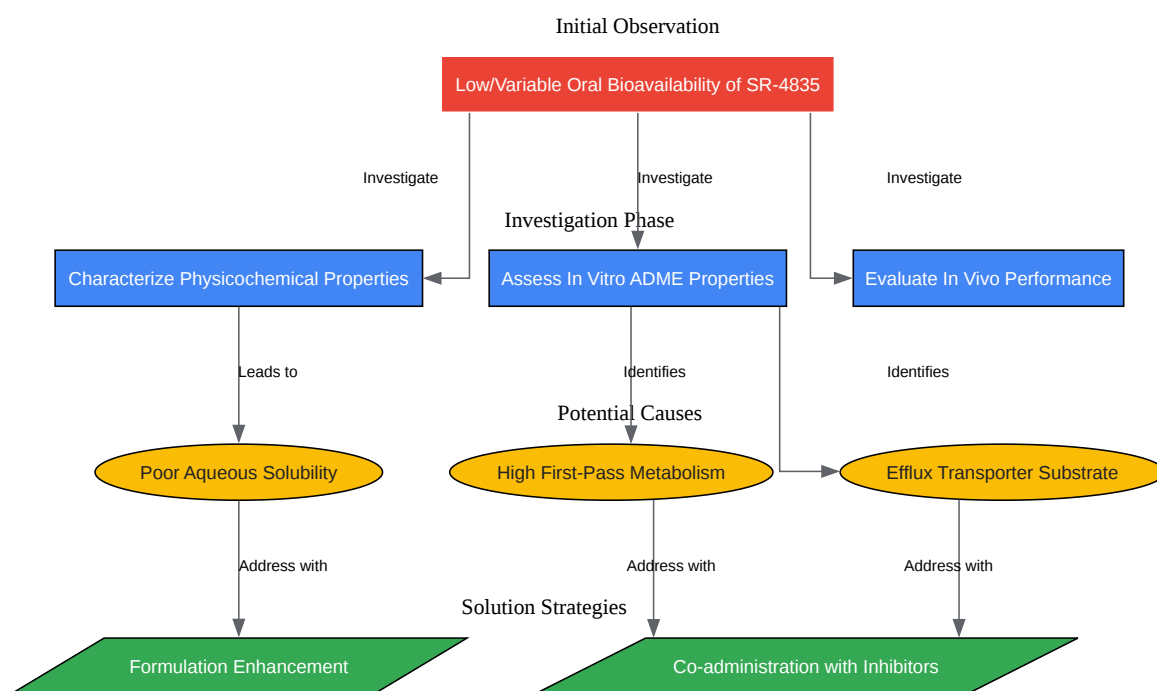 Initial Observation
Low/Variable Oral Bioavailability of SR-4835
Investigate
Investigate
Investigate
Investigation Phase
Characterize Physicochemical Properties
Assess In Vitro ADME Properties
Evaluate In Vivo Performance
Leads to
Identifies
Identifies
Potential Causes
Poor Aqueous Solubility
High First-Pass Metabolism
Efflux Transporter Substrate
Address with
Address with
Address with
Solution Strategies
Formulation Enhancement
Co-administration with Inhibitors